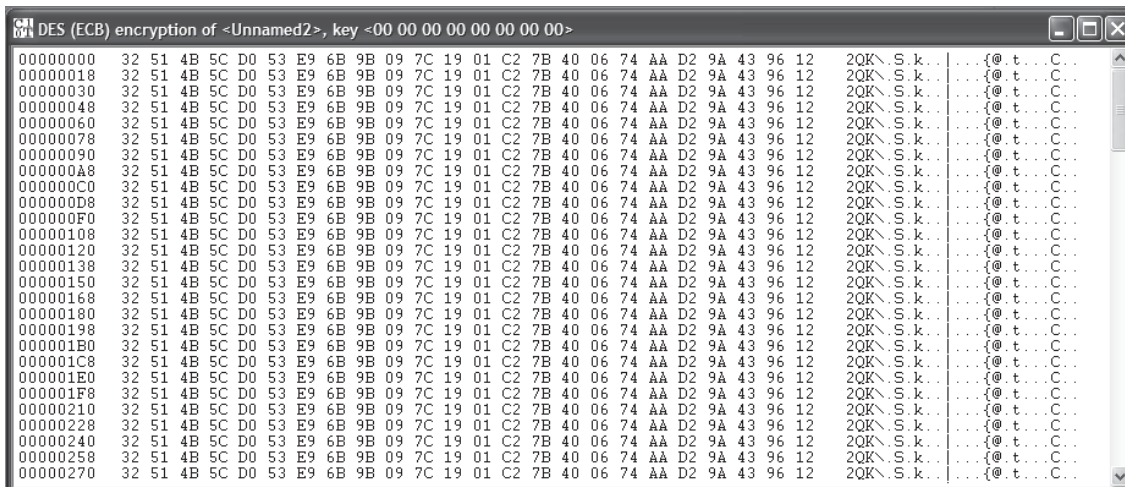 DES (ECB) encryption of <Unnamed2>, key <00 00 00 00 00 00 00 00>
00000000 32 51 4B 5C D0 53 E9 6B 9B 09 7C 19 01 C2 7B 40 06 74 AA D2 9A 43 96 12 2QK\.S.k..|...{@.t...C..
00000018 32 51 4B 5C D0 53 E9 6B 9B 09 7C 19 01 C2 7B 40 06 74 AA D2 9A 43 96 12 2QK\.S.k..|...{@.t...C..
00000030 32 51 4B 5C D0 53 E9 6B 9B 09 7C 19 01 C2 7B 40 06 74 AA D2 9A 43 96 12 2QK\.S.k..|...{@.t...C..
00000048 32 51 4B 5C D0 53 E9 6B 9B 09 7C 19 01 C2 7B 40 06 74 AA D2 9A 43 96 12 2QK\.S.k..|...{@.t...C..
00000060 32 51 4B 5C D0 53 E9 6B 9B 09 7C 19 01 C2 7B 40 06 74 AA D2 9A 43 96 12 2QK\.S.k..|...{@.t...C..
00000078 32 51 4B 5C D0 53 E9 6B 9B 09 7C 19 01 C2 7B 40 06 74 AA D2 9A 43 96 12 2QK\.S.k..|...{@.t...C..
00000090 32 51 4B 5C D0 53 E9 6B 9B 09 7C 19 01 C2 7B 40 06 74 AA D2 9A 43 96 12 2QK\.S.k..|...{@.t...C..
000000A8 32 51 4B 5C D0 53 E9 6B 9B 09 7C 19 01 C2 7B 40 06 74 AA D2 9A 43 96 12 2QK\.S.k..|...{@.t...C..
000000C0 32 51 4B 5C D0 53 E9 6B 9B 09 7C 19 01 C2 7B 40 06 74 AA D2 9A 43 96 12 2QK\.S.k..|...{@.t...C..
000000D8 32 51 4B 5C D0 53 E9 6B 9B 09 7C 19 01 C2 7B 40 06 74 AA D2 9A 43 96 12 2QK\.S.k..|...{@.t...C..
000000F0 32 51 4B 5C D0 53 E9 6B 9B 09 7C 19 01 C2 7B 40 06 74 AA D2 9A 43 96 12 2QK\.S.k..|...{@.t...C..
00000108 32 51 4B 5C D0 53 E9 6B 9B 09 7C 19 01 C2 7B 40 06 74 AA D2 9A 43 96 12 2QK\.S.k..|...{@.t...C..
00000120 32 51 4B 5C D0 53 E9 6B 9B 09 7C 19 01 C2 7B 40 06 74 AA D2 9A 43 96 12 2QK\.S.k..|...{@.t...C..
00000138 32 51 4B 5C D0 53 E9 6B 9B 09 7C 19 01 C2 7B 40 06 74 AA D2 9A 43 96 12 2QK\.S.k..|...{@.t...C..
00000150 32 51 4B 5C D0 53 E9 6B 9B 09 7C 19 01 C2 7B 40 06 74 AA D2 9A 43 96 12 2QK\.S.k..|...{@.t...C..
00000168 32 51 4B 5C D0 53 E9 6B 9B 09 7C 19 01 C2 7B 40 06 74 AA D2 9A 43 96 12 2QK\.S.k..|...{@.t...C..
00000180 32 51 4B 5C D0 53 E9 6B 9B 09 7C 19 01 C2 7B 40 06 74 AA D2 9A 43 96 12 2QK\.S.k..|...{@.t...C..
00000198 32 51 4B 5C D0 53 E9 6B 9B 09 7C 19 01 C2 7B 40 06 74 AA D2 9A 43 96 12 2QK\.S.k..|...{@.t...C..
000001B0 32 51 4B 5C D0 53 E9 6B 9B 09 7C 19 01 C2 7B 40 06 74 AA D2 9A 43 96 12 2QK\.S.k..|...{@.t...C..
000001C8 32 51 4B 5C D0 53 E9 6B 9B 09 7C 19 01 C2 7B 40 06 74 AA D2 9A 43 96 12 2QK\.S.k..|...{@.t...C..
000001E0 32 51 4B 5C D0 53 E9 6B 9B 09 7C 19 01 C2 7B 40 06 74 AA D2 9A 43 96 12 2QK\.S.k..|...{@.t...C..
000001F8 32 51 4B 5C D0 53 E9 6B 9B 09 7C 19 01 C2 7B 40 06 74 AA D2 9A 43 96 12 2QK\.S.k..|...{@.t...C..
00000210 32 51 4B 5C D0 53 E9 6B 9B 09 7C 19 01 C2 7B 40 06 74 AA D2 9A 43 96 12 2QK\.S.k..|...{@.t...C..
00000228 32 51 4B 5C D0 53 E9 6B 9B 09 7C 19 01 C2 7B 40 06 74 AA D2 9A 43 96 12 2QK\.S.k..|...{@.t...C..
00000240 32 51 4B 5C D0 53 E9 6B 9B 09 7C 19 01 C2 7B 40 06 74 AA D2 9A 43 96 12 2QK\.S.k..|...{@.t...C..
00000258 32 51 4B 5C D0 53 E9 6B 9B 09 7C 19 01 C2 7B 40 06 74 AA D2 9A 43 96 12 2QK\.S.k..|...{@.t...C..
00000270 32 51 4B 5C D0 53 E9 6B 9B 09 7C 19 01 C2 7B 40 06 74 AA D2 9A 43 96 12 2QK\.S.k..|...{@.t...C..